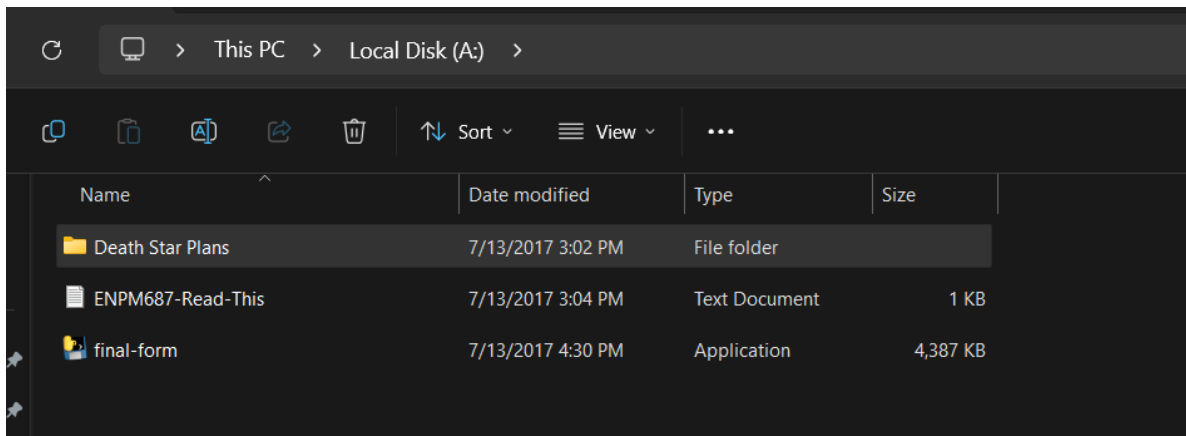 This PC > Local Disk (A:) >
Sort View
Name Date modified Type Size
Death Star Plans 7/13/2017 3:02 PM File folder
ENPM687-Read-This 7/13/2017 3:04 PM Text Document 1 KB
final-form 7/13/2017 4:30 PM Application 4,387 KB